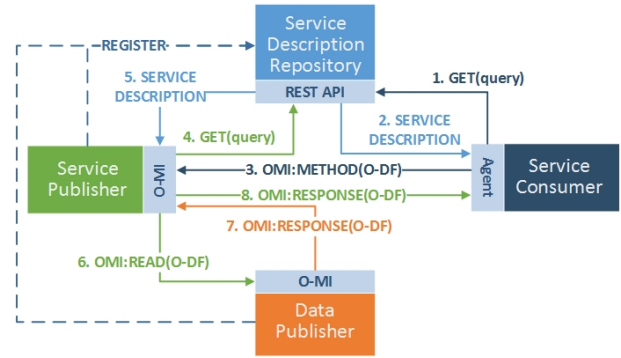 Service
Description
Repository
REST API
REGISTER
1. GET(query)
5. SERVICE
DESCRIPTION
2. SERVICE
DESCRIPTION
4. GET(query)
Service
Publisher
O-MI
3. OMI:METHOD(O-DF)
Agent
Service
Consumer
8. OMI:RESPONSE(O-DF)
7. OMI:RESPONSE(O-DF)
6. OMI:READ(O-DF)
O-MI
Data
Publisher